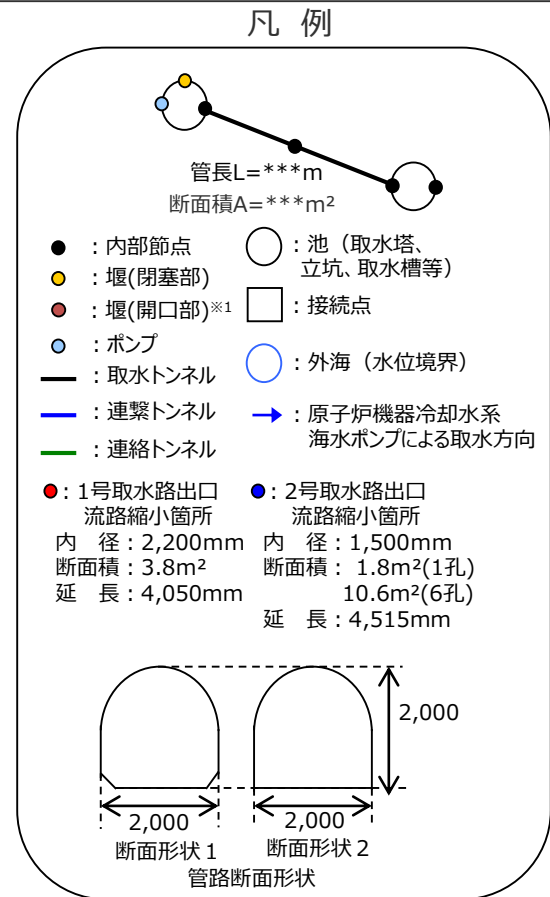 凡 例
管長L=***m
断面積A=***m²
：内部節点
：堰(閉塞部)
：堰(開口部)※1
：ポンプ
：取水トンネル
：連繋トンネル
：連絡トンネル
：池（取水塔、
立坑、取水槽等）
：接続点
：外海（水位境界）
：原子炉機器冷却水系
海水ポンプによる取水方向
：1号取水路出口
流路縮小箇所
内 径：2,200mm
断面積：3.8m²
延 長：4,050mm
：2号取水路出口
流路縮小箇所
内 径：1,500mm
断面積： 1.8m²(1孔)
10.6m²(6孔)
延 長：4,515mm
2,000
2,000
2,000
断面形状１
断面形状２
管路断面形状